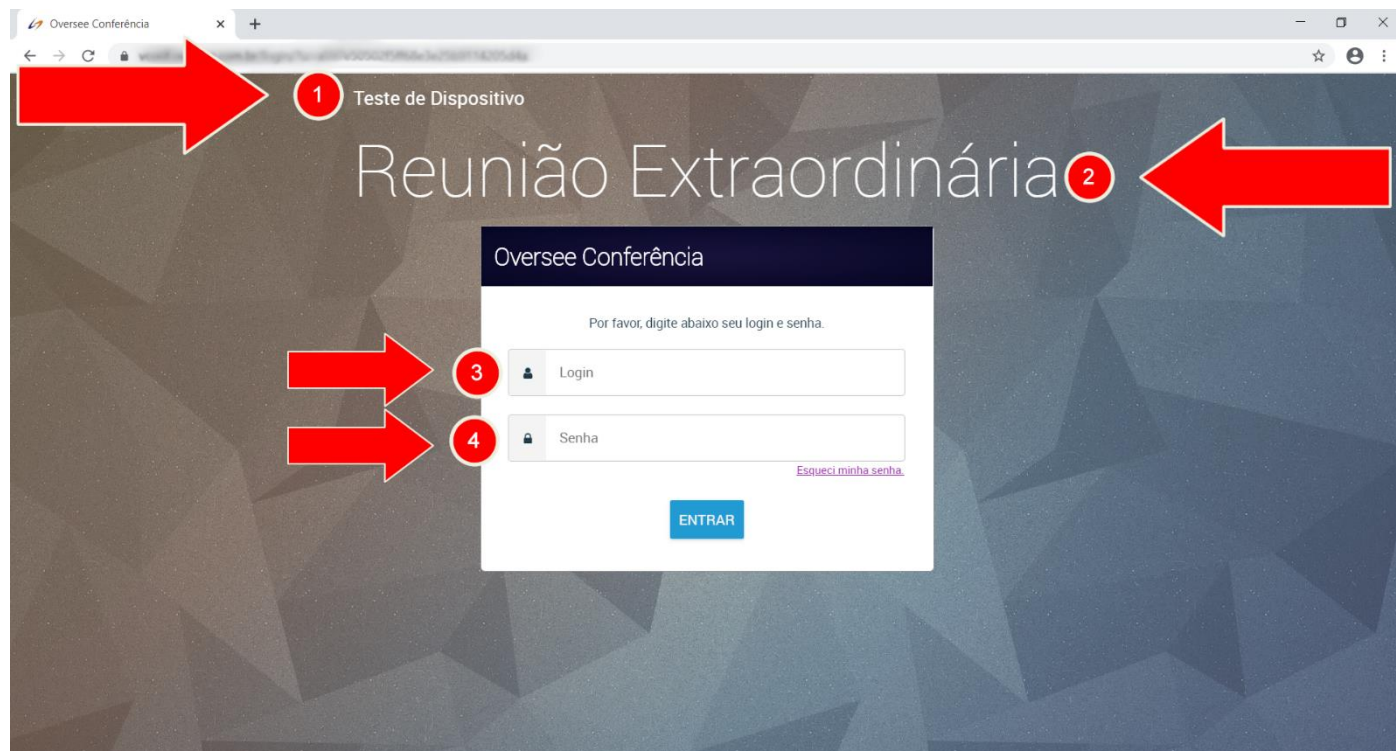 Oversee Conferência
1 Teste de Dispositivo
Reunião Extraordinária 2
Oversee Conferência
Por favor, digite abaixo seu login e senha.
3 Login
4 Senha
Esqueci minha senha.
ENTRAR